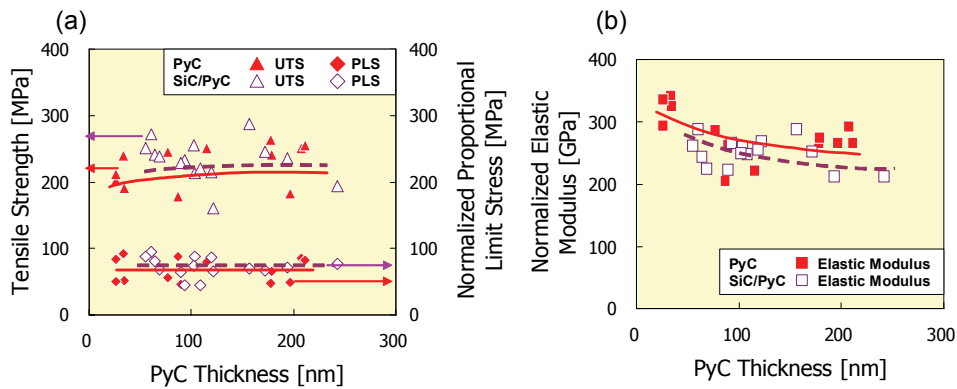 (a)
400
300
200
100
0
Tensile Strength [MPa]
PyC UTS PLS
SiC/PyC UTS PLS
400
300
200
100
0
Normalized Proportional
Limit Stress [MPa]
0 100 200 300
PyC Thickness [nm]
(b)
400
300
200
100
0
Normalized Elastic
Modulus [GPa]
PyC Elastic Modulus
SiC/PyC Elastic Modulus
0 100 200 300
PyC Thickness [nm]